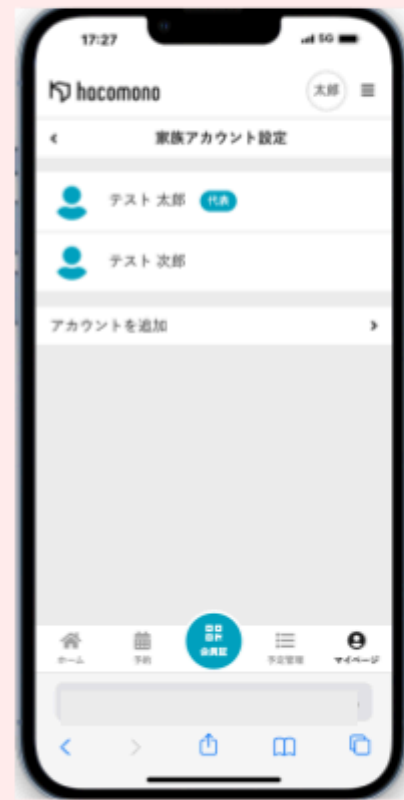 17:27
5G
hacomono
太郎
家族アカウント設定
テスト 太郎 代表
テスト 次郎
アカウントを追加
ホーム
予約
会員証
予定管理
マイページ